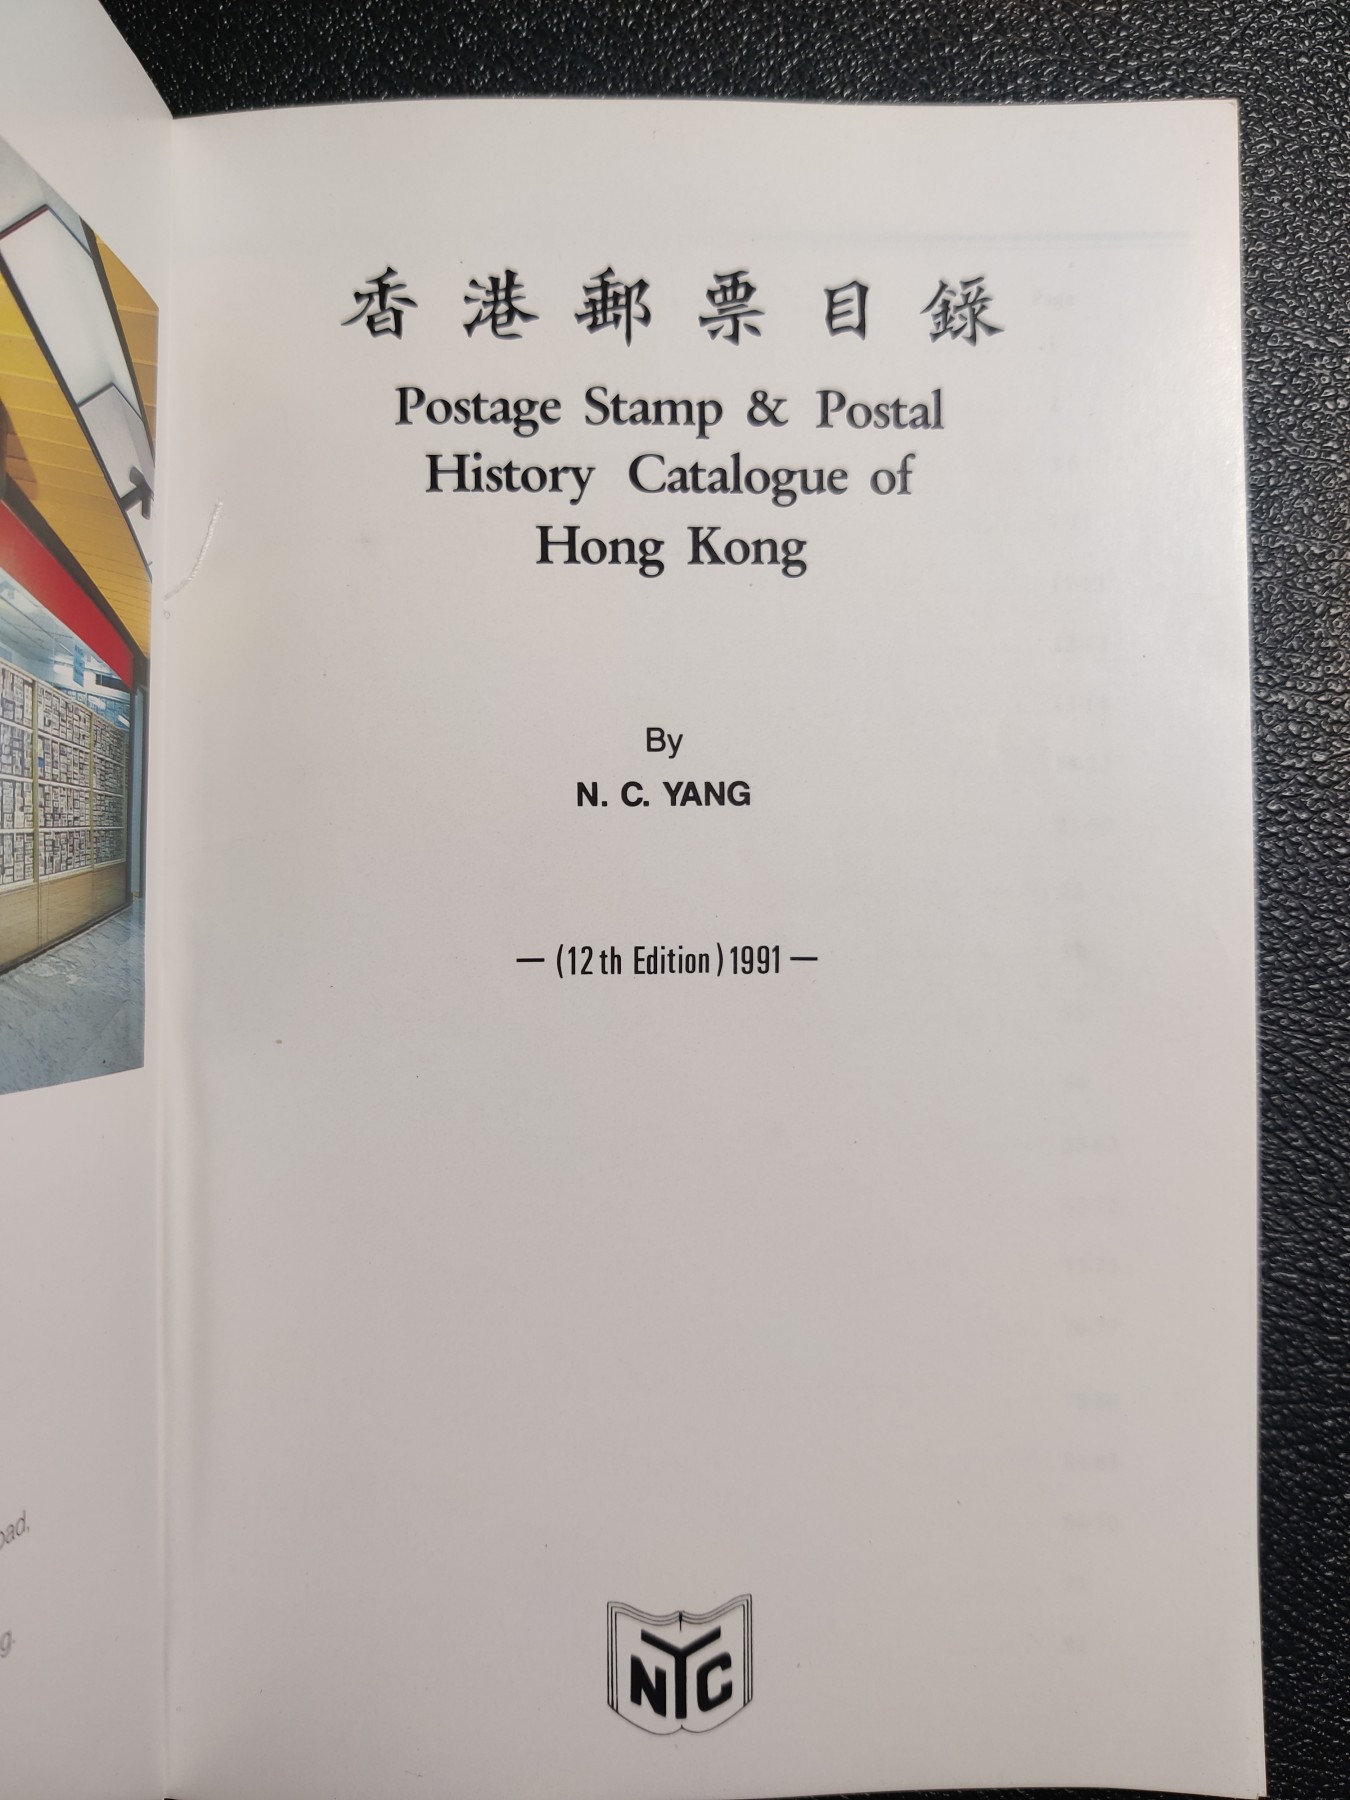 香港郵票目錄
Postage Stamp & Postal
History Catalogue of
Hong Kong
By
N. C. YANG
— (12th Edition) 1991 —
NYC